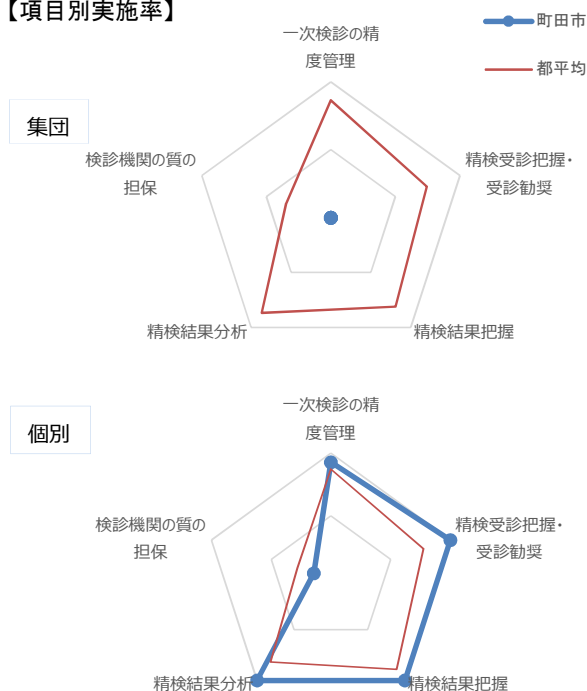 【項目別実施率】
町田市
都平均
集団
一次検診の精
度管理
精検受診把握・
受診勧奨
精検結果把握
精検結果分析
検診機関の質の
担保
個別
一次検診の精
度管理
精検受診把握・
受診勧奨
精検結果把握
精検結果分析
検診機関の質の
担保